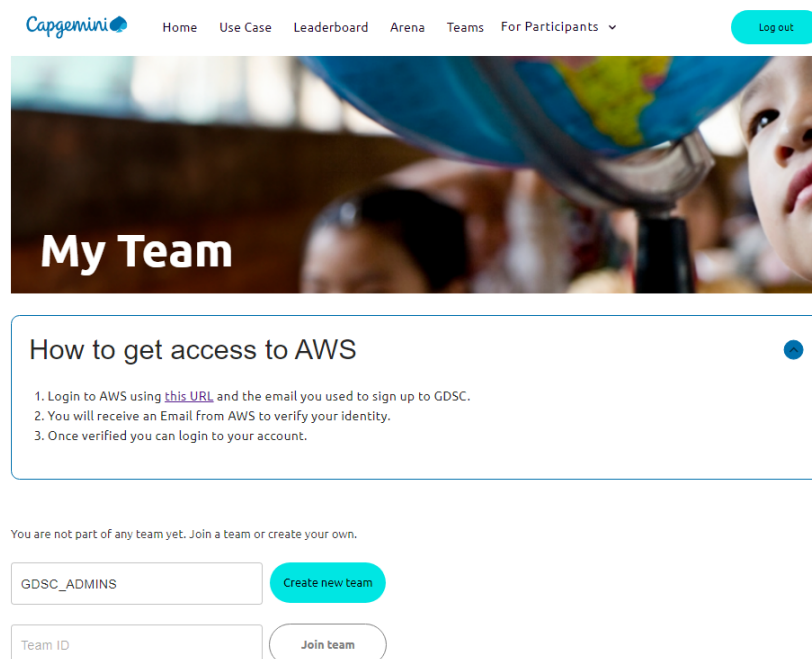 Capgemini
Home Use Case Leaderboard Arena Teams For Participants Log out
My Team
How to get access to AWS
1. Login to AWS using this URL and the email you used to sign up to GDSC.
2. You will receive an Email from AWS to verify your identity.
3. Once verified you can login to your account.
You are not part of any team yet. Join a team or create your own.
GDSC_ADMINS Create new team
Team ID Join team